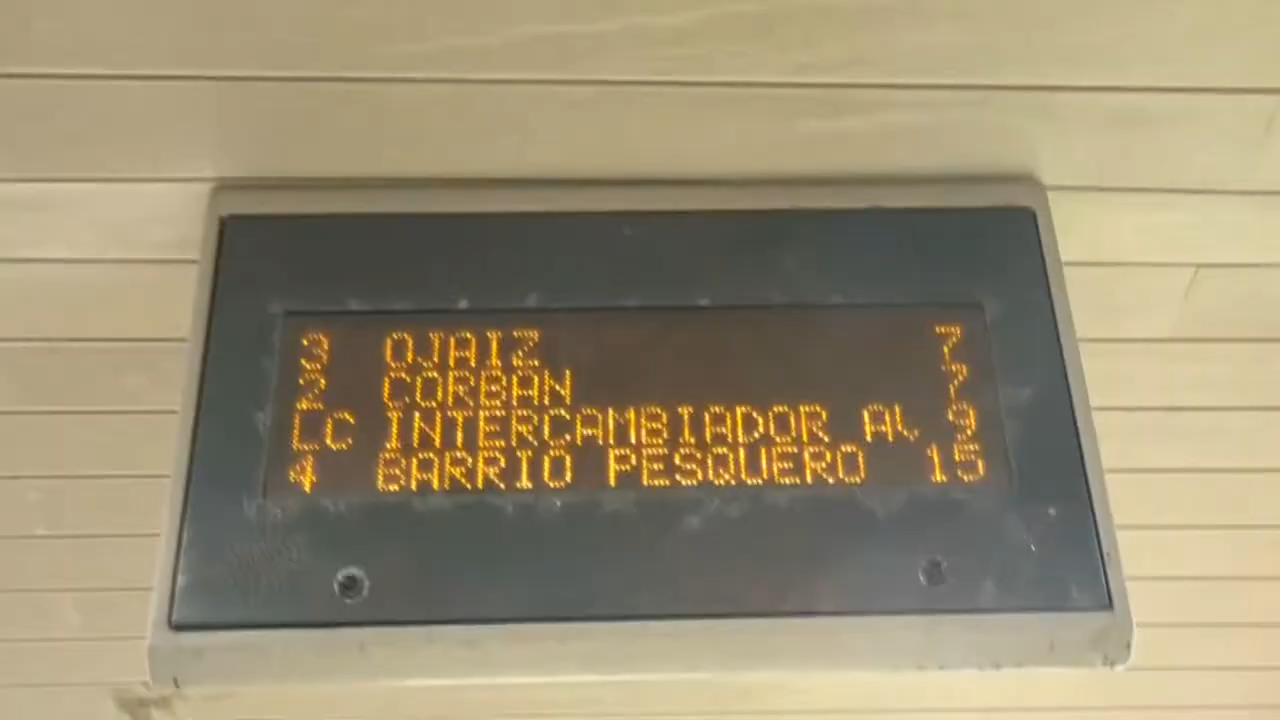 3 OJAIZ 7
2 CORBAN 7
LC INTERCAMBIADOR AV 9
4 BARRIO PESQUERO 15